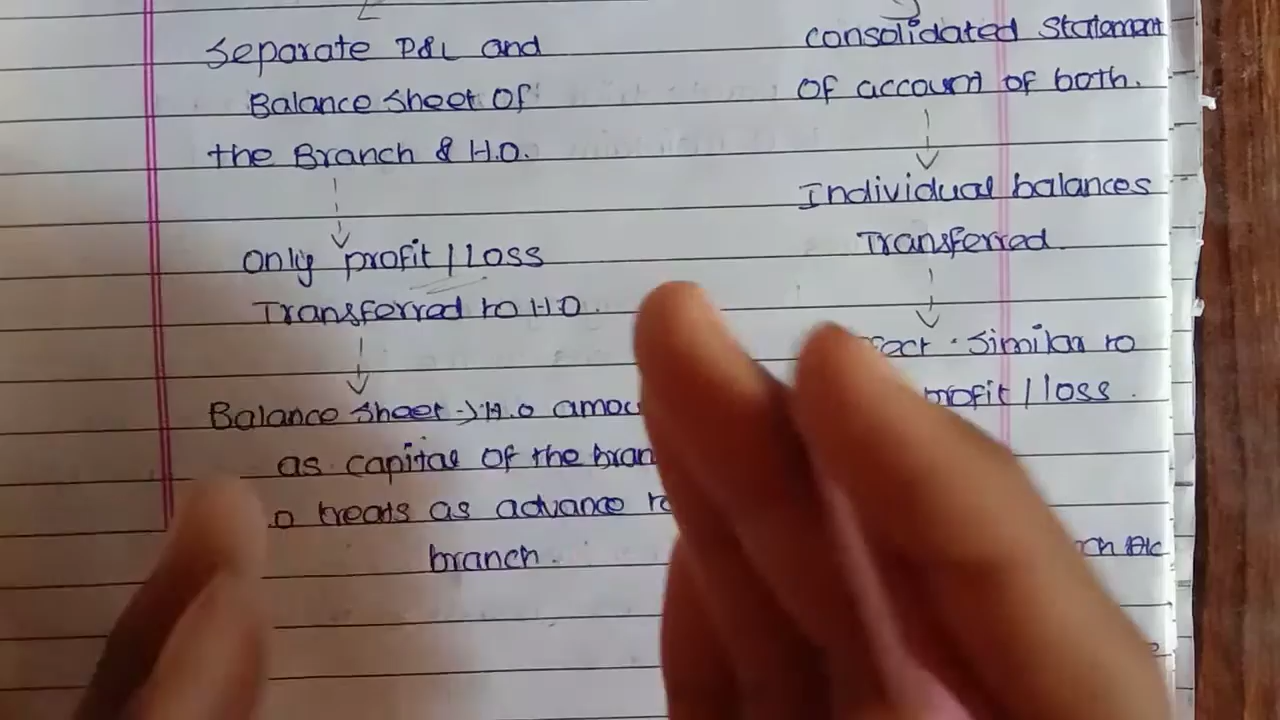 Separate P&L and
Balance Sheet of
the Branch & H.O.
Only profit / Loss
Transferred to H.O.
Balance Sheet → H.O
as capital of the
treats as advance
branch.
Consolidated Statement
of account of both.
Individual balances
Transferred.
Similar to
profit / loss.